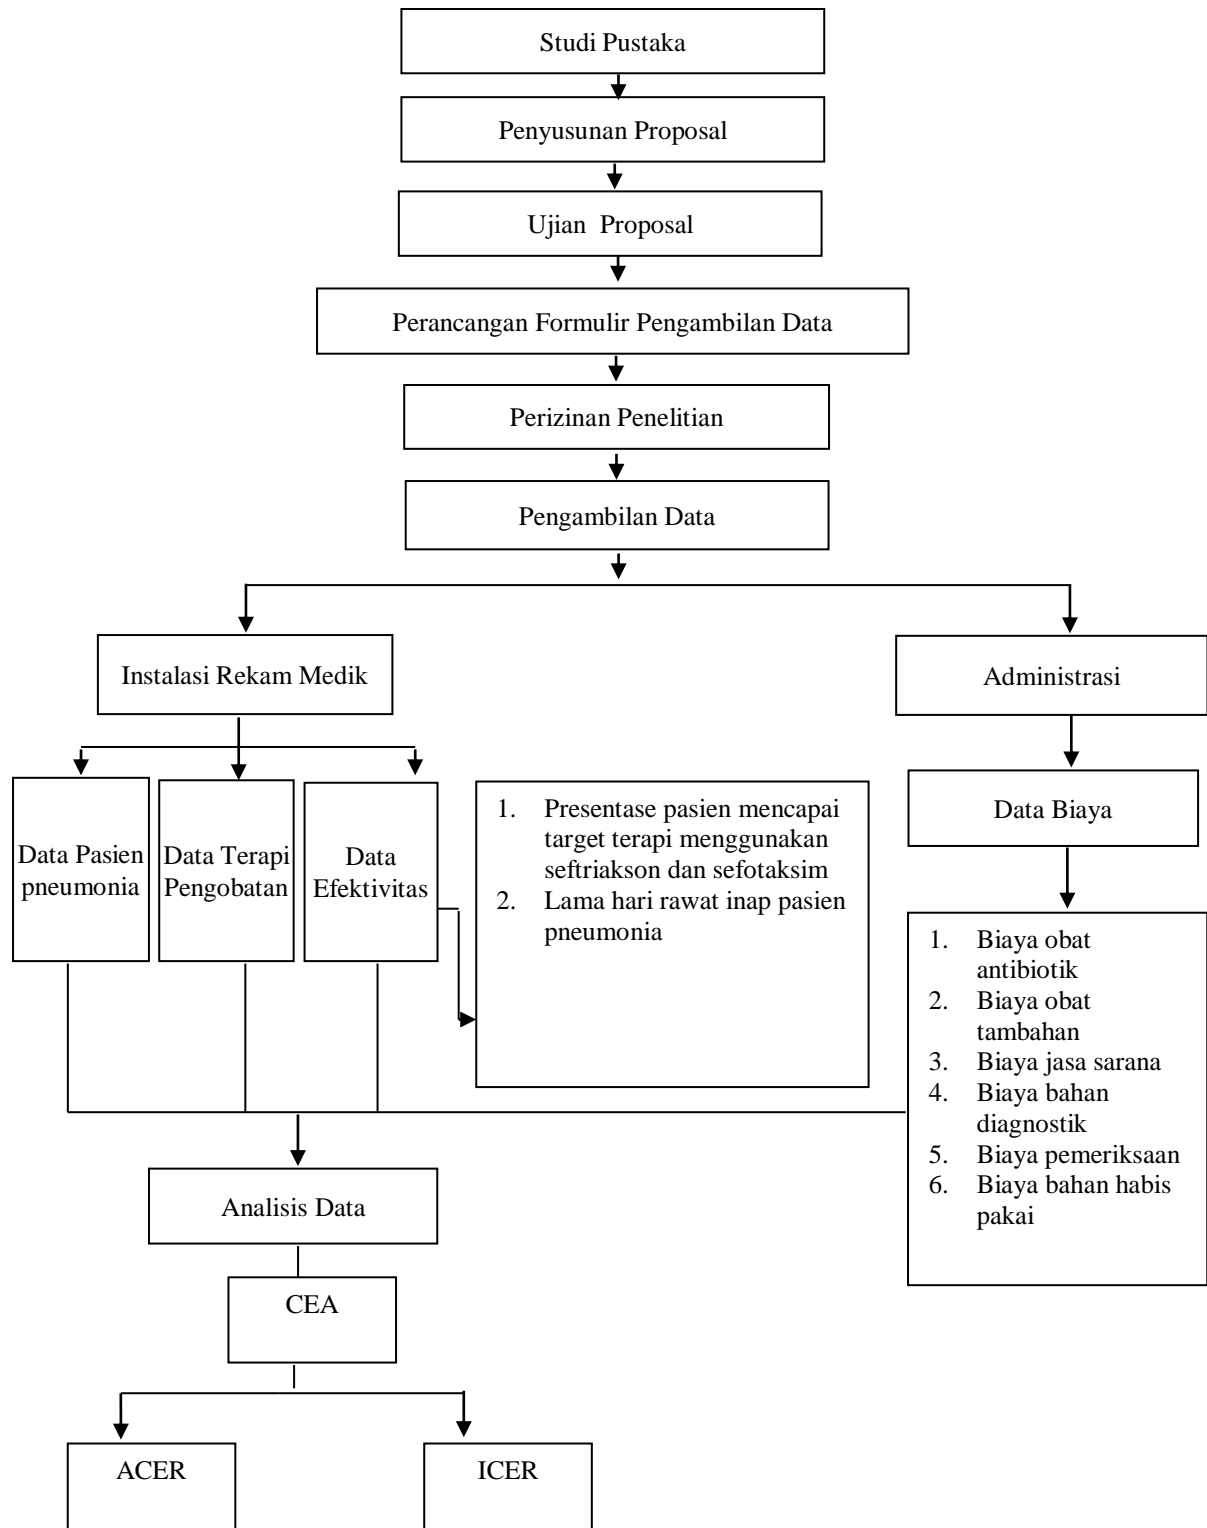 Studi Pustaka
Penyusunan Proposal
Ujian  Proposal
Perancangan Formulir Pengambilan Data
Perizinan Penelitian
Pengambilan Data
Instalasi Rekam Medik
Administrasi
Data Pasien
pneumonia
Data Terapi
Pengobatan
Data
Efektivitas
1. Presentase pasien mencapai
target terapi menggunakan
seftriakson dan sefotaksim
2. Lama hari rawat inap pasien
pneumonia
Data Biaya
1. Biaya obat
antibiotik
2. Biaya obat
tambahan
3. Biaya jasa sarana
4. Biaya bahan
diagnostik
5. Biaya pemeriksaan
6. Biaya bahan habis
pakai
Analisis Data
CEA
ACER
ICER